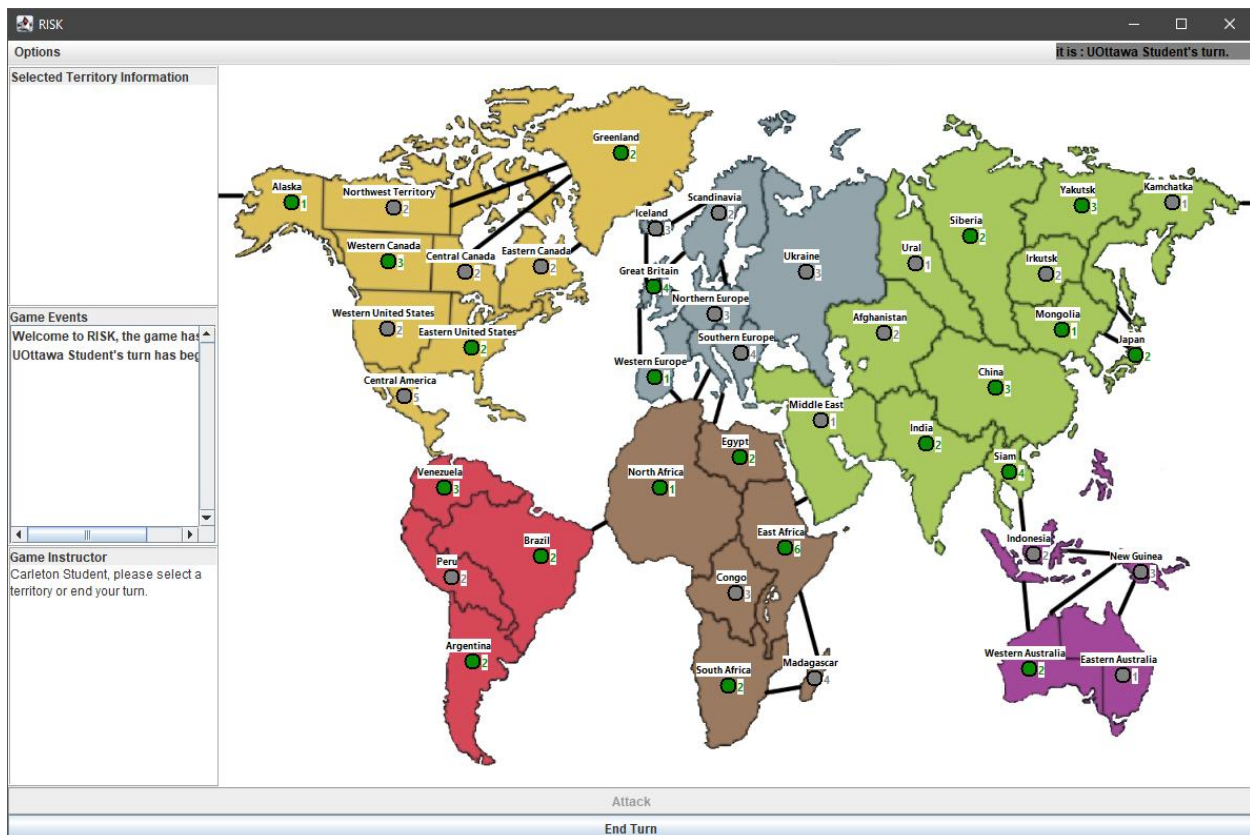 RISK
Options
it is : UOttawa Student's turn.
Selected Territory Information
Game Events
Welcome to RISK, the game has
UOttawa Student's turn has beg
Game Instructor
Carleton Student, please select a
territory or end your turn.
Greenland
2
Alaska
1
Northwest Territory
2
Western Canada
3
Central Canada
2
Eastern Canada
2
Western United States
2
Eastern United States
2
Central America
5
Venezuela
3
Brazil
2
Peru
2
Argentina
2
Iceland
3
Scandinavia
2
Great Britain
4
Ukraine
3
Northern Europe
3
Southern Europe
4
Western Europe
1
North Africa
1
Egypt
2
East Africa
6
Congo
3
South Africa
2
Madagascar
4
Ural
1
Siberia
2
Yakutsk
3
Kamchatka
1
Irkutsk
2
Mongolia
1
Japan
2
Afghanistan
2
China
3
Middle East
1
India
2
Siam
4
Indonesia
2
New Guinea
3
Western Australia
2
Eastern Australia
1
Attack
End Turn